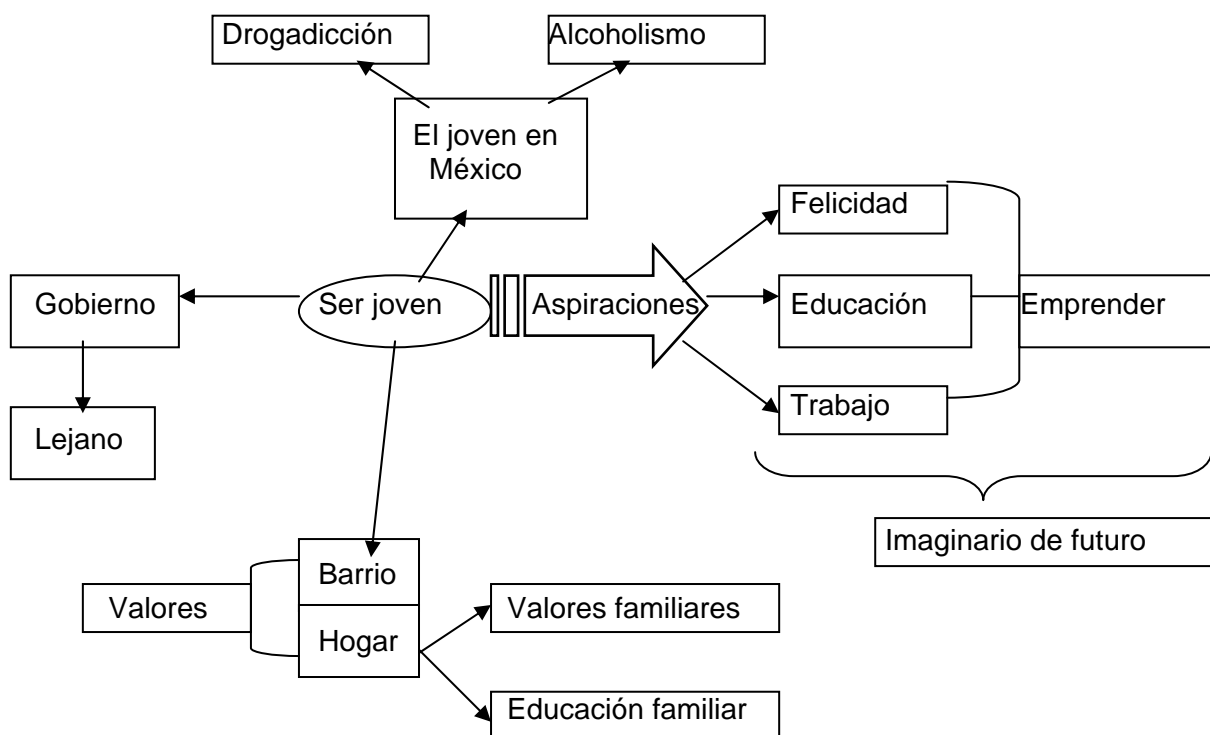 Drogadicción
Alcoholismo
El joven en
México
Felicidad
Gobierno
Ser joven
Aspiraciones
Educación
Emprender
Trabajo
Lejano
Imaginario de futuro
Barrio
Valores
Valores familiares
Hogar
Educación familiar